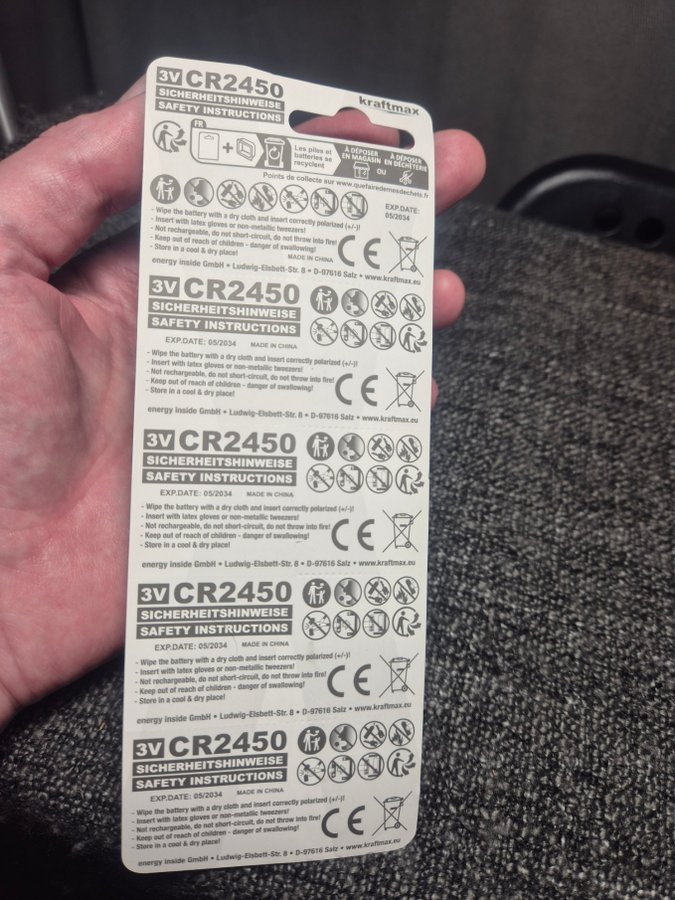 3V CR2450
SICHERHEITSHINWEISE
SAFETY INSTRUCTIONS
kraftmax
FR
+
Les piles et
batteries se
recyclent
À DÉPOSER
EN MAGASIN
OU
À DÉPOSER
EN DÉCHÈTERIE
Points de collecte sur www.quefairedemesdechets.fr
EXP.DATE:
05/2034
- Wipe the battery with a dry cloth and insert correctly polarized (+/-)!
- Insert with latex gloves or non-metallic tweezers!
- Not rechargeable, do not short-circuit, do not throw into fire!
- Keep out of reach of children - danger of swallowing!
- Store in a cool & dry place!
MADE IN CHINA
CE
energy inside GmbH • Ludwig-Elsbett-Str. 8 • D-97616 Salz • www.kraftmax.eu
3V CR2450
SICHERHEITSHINWEISE
SAFETY INSTRUCTIONS
EXP.DATE: 05/2034 MADE IN CHINA
- Wipe the battery with a dry cloth and insert correctly polarized (+/-)!
- Insert with latex gloves or non-metallic tweezers!
- Not rechargeable, do not short-circuit, do not throw into fire!
- Keep out of reach of children - danger of swallowing!
- Store in a cool & dry place!
CE
energy inside GmbH • Ludwig-Elsbett-Str. 8 • D-97616 Salz • www.kraftmax.eu
3V CR2450
SICHERHEITSHINWEISE
SAFETY INSTRUCTIONS
EXP.DATE: 05/2034 MADE IN CHINA
- Wipe the battery with a dry cloth and insert correctly polarized (+/-)!
- Insert with latex gloves or non-metallic tweezers!
- Not rechargeable, do not short-circuit, do not throw into fire!
- Keep out of reach of children - danger of swallowing!
- Store in a cool & dry place!
CE
energy inside GmbH • Ludwig-Elsbett-Str. 8 • D-97616 Salz • www.kraftmax.eu
3V CR2450
SICHERHEITSHINWEISE
SAFETY INSTRUCTIONS
EXP.DATE: 05/2034 MADE IN CHINA
- Wipe the battery with a dry cloth and insert correctly polarized (+/-)!
- Insert with latex gloves or non-metallic tweezers!
- Not rechargeable, do not short-circuit, do not throw into fire!
- Keep out of reach of children - danger of swallowing!
- Store in a cool & dry place!
CE
energy inside GmbH • Ludwig-Elsbett-Str. 8 • D-97616 Salz • www.kraftmax.eu
3V CR2450
SICHERHEITSHINWEISE
SAFETY INSTRUCTIONS
EXP.DATE: 05/2034 MADE IN CHINA
- Wipe the battery with a dry cloth and insert correctly polarized (+/-)!
- Insert with latex gloves or non-metallic tweezers!
- Not rechargeable, do not short-circuit, do not throw into fire!
- Keep out of reach of children - danger of swallowing!
- Store in a cool & dry place!
CE
energy inside GmbH • Ludwig-Elsbett-Str. 8 • D-97616 Salz • www.kraftmax.eu